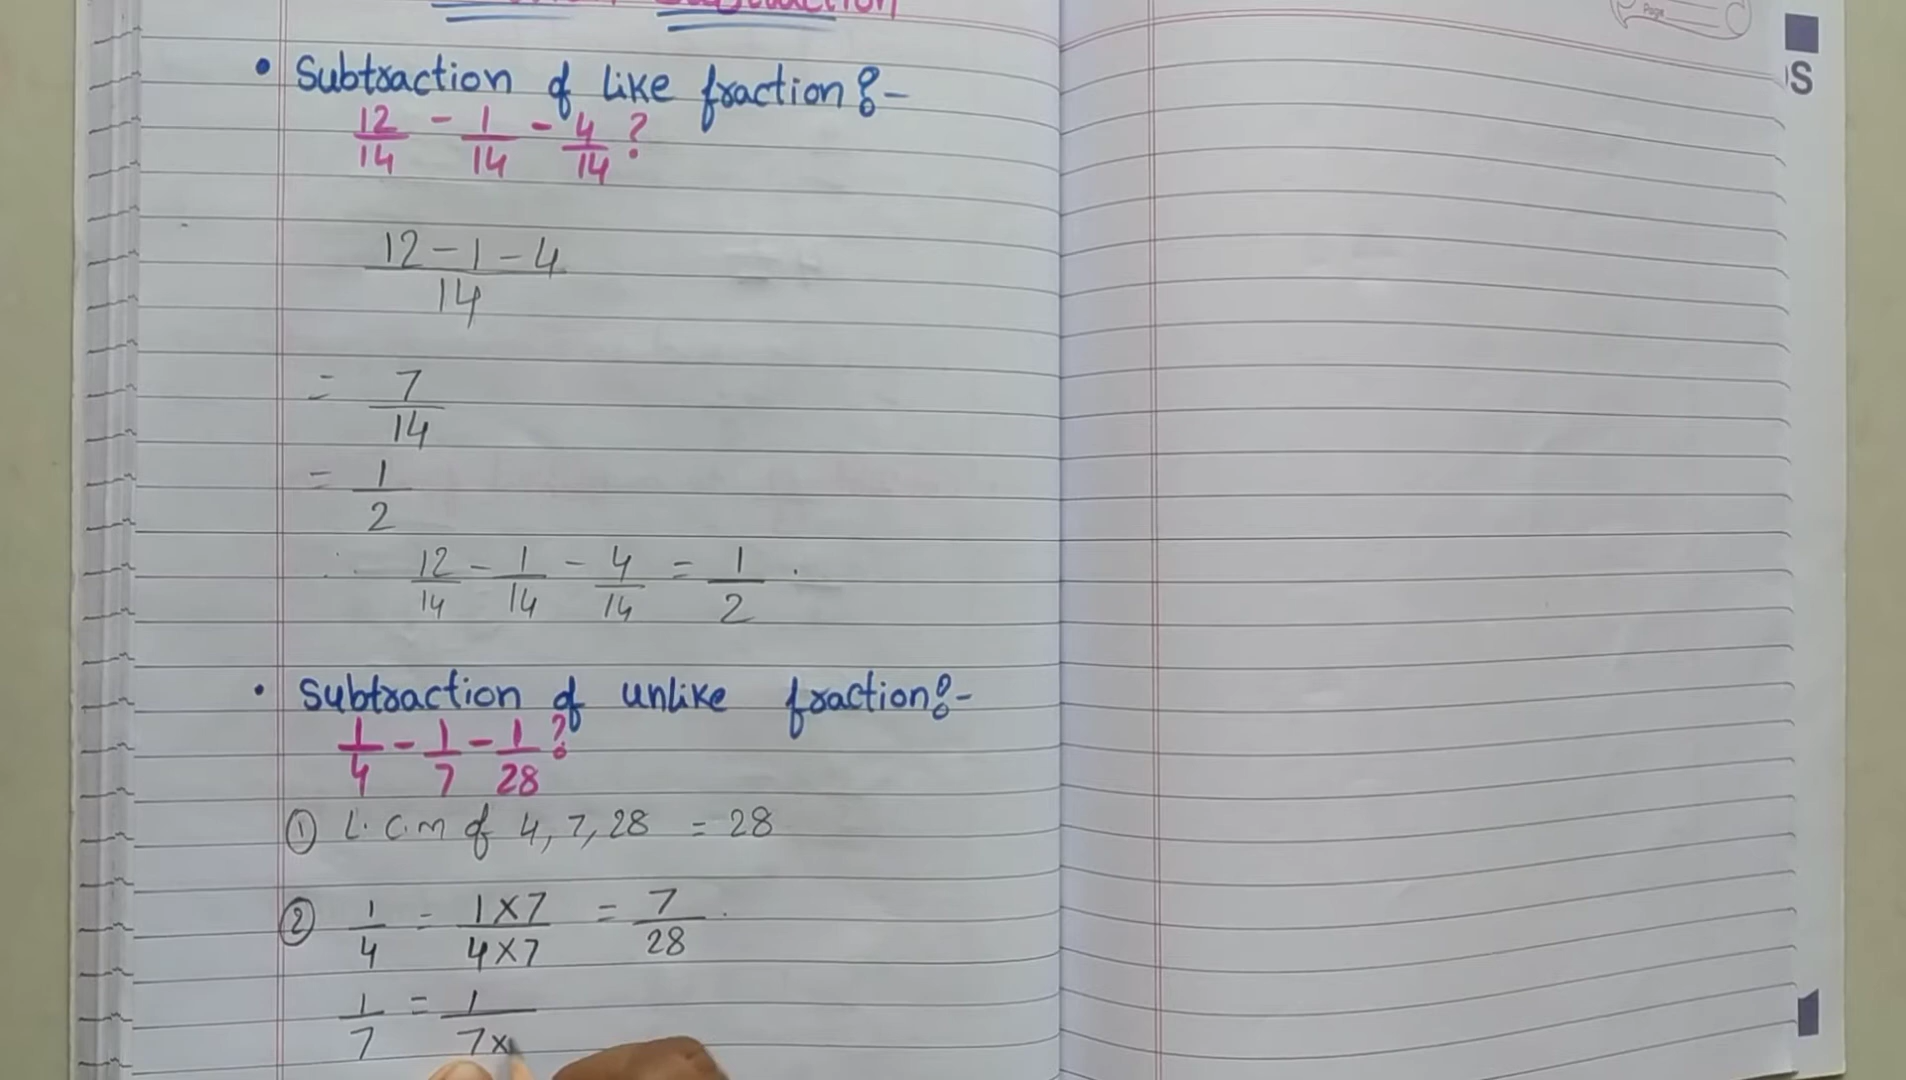 Subtraction
• Subtraction of like fraction :-
12/14 - 1/14 - 4/14 ?
12-1-4/14
= 7/14
= 1/2
∴ 12/14 - 1/14 - 4/14 = 1/2 .
• Subtraction of unlike fraction :-
1/4 - 1/7 - 1/28 ?
① L.C.M of 4, 7, 28 = 28
② 1/4 = 1×7/4×7 = 7/28 .
1/7 = 1/7×
Page
S